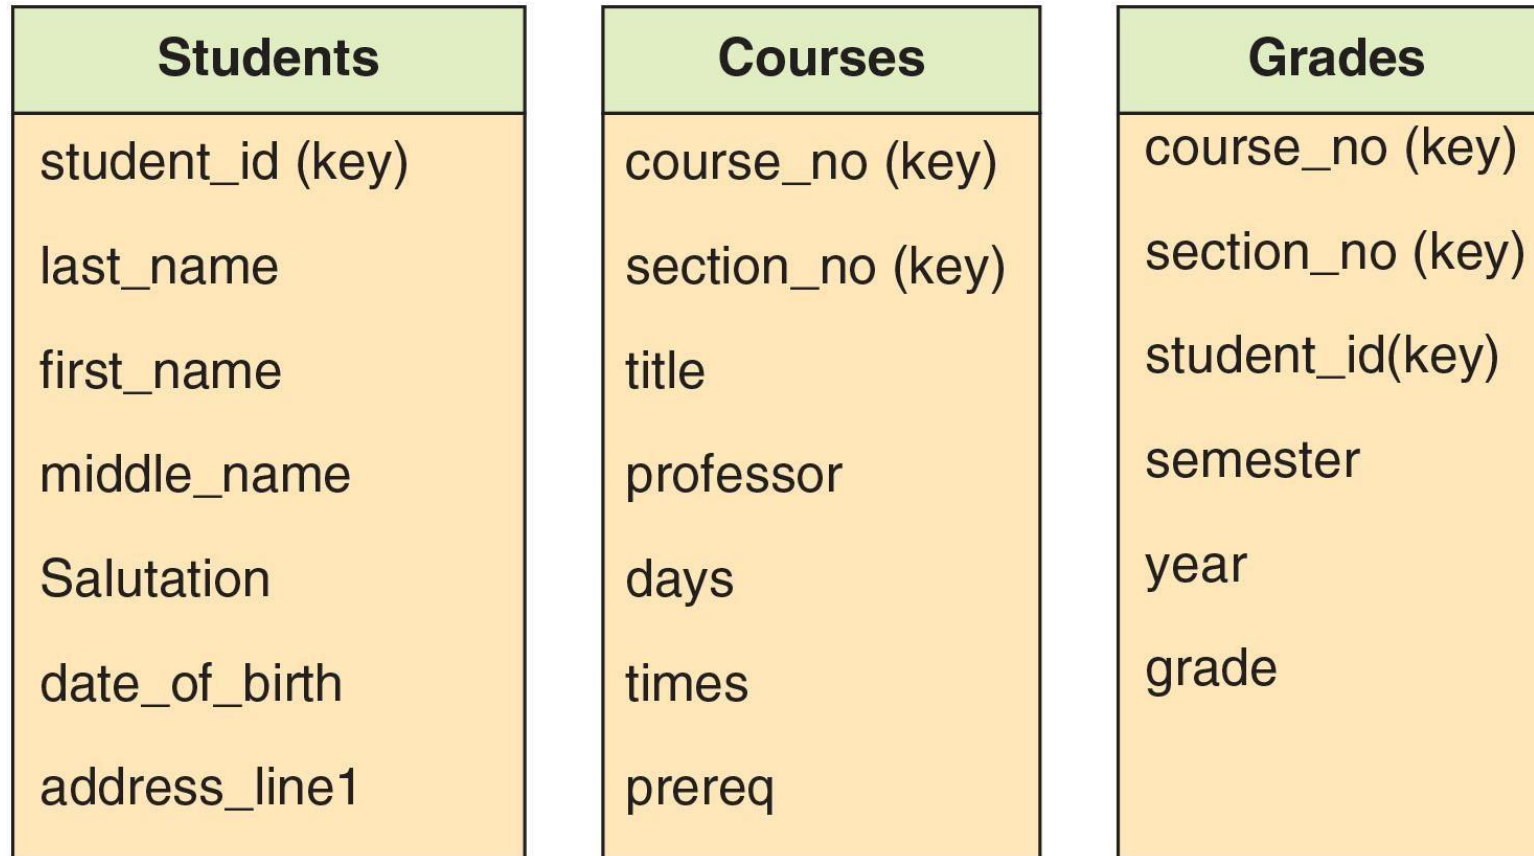 Students
student_id (key)
last_name
first_name
middle_name
Salutation
date_of_birth
address_line1
Courses
course_no (key)
section_no (key)
title
professor
days
times
prereq
Grades
course_no (key)
section_no (key)
student_id(key)
semester
year
grade